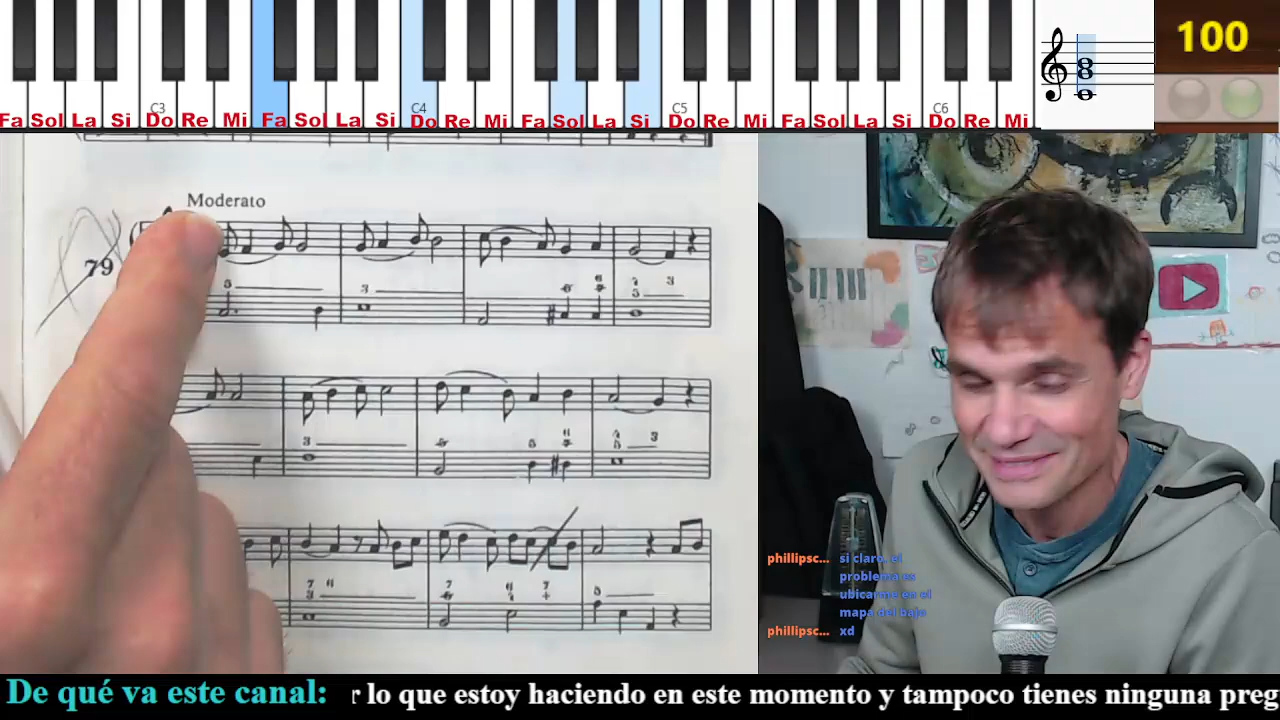 C3
C4
C5
C6
Fa Sol La Si Do Re Mi Fa Sol La Si Do Re Mi Fa Sol La Si Do Re Mi Fa Sol La Si Do Re Mi
8
100
Moderato
79
phillipsc... si claro, el
problema es
ubicarme en el
mapa del bajo
phillipsc... xd
De qué va este canal: r lo que estoy haciendo en este momento y tampoco tienes ninguna preg